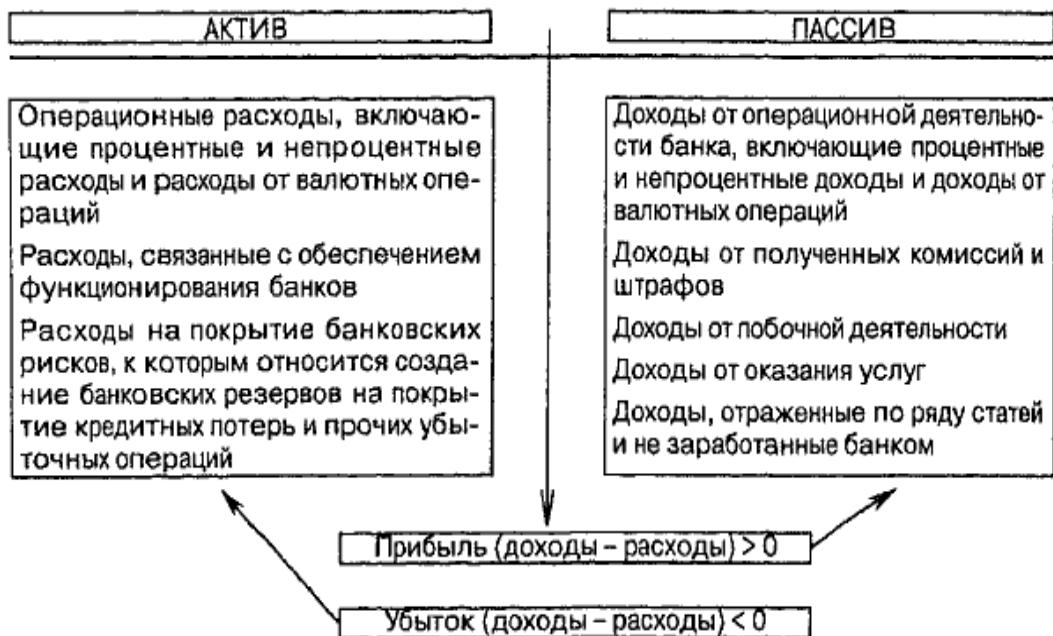 АКТИВ
ПАССИВ
Операционные расходы, включаю-
щие процентные и непроцентные
расходы и расходы от валютных опе-
раций
Расходы, связанные с обеспечением
функционирования банков
Расходы на покрытие банковских
рисков, к которым относится созда-
ние банковских резервов на покры-
тие кредитных потерь и прочих убы-
точных операций
Доходы от операционной деятельно-
сти банка, включающие процентные
и непроцентные доходы и доходы от
валютных операций
Доходы от полученных комиссий и
штрафов
Доходы от побочной деятельности
Доходы от оказания услуг
Доходы, отраженные по ряду статей
и не заработанные банком
Прибыль (доходы – расходы) > 0
Убыток (доходы – расходы) < 0